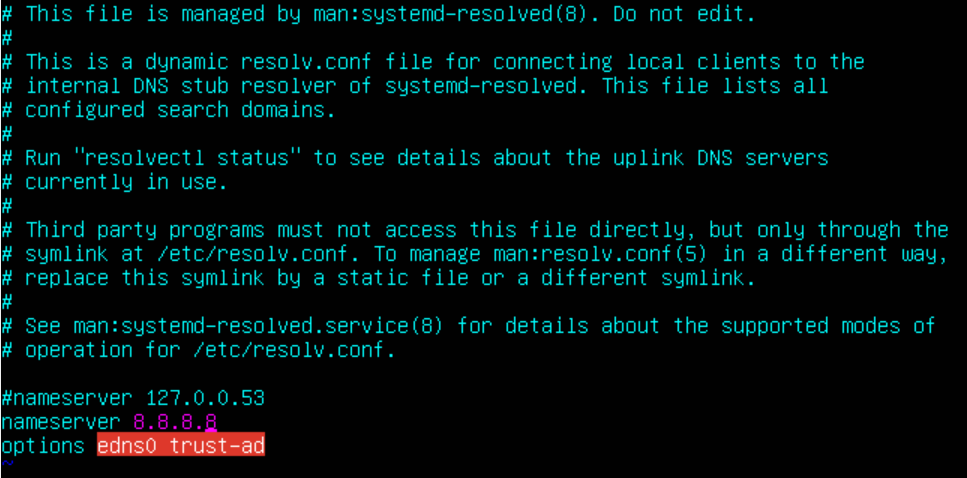 # This file is managed by man:systemd-resolved(8). Do not edit.
#
# This is a dynamic resolv.conf file for connecting local clients to the
# internal DNS stub resolver of systemd-resolved. This file lists all
# configured search domains.
#
# Run "resolvectl status" to see details about the uplink DNS servers
# currently in use.
#
# Third party programs must not access this file directly, but only through the
# symlink at /etc/resolv.conf. To manage man:resolv.conf(5) in a different way,
# replace this symlink by a static file or a different symlink.
#
# See man:systemd-resolved.service(8) for details about the supported modes of
# operation for /etc/resolv.conf.

#nameserver 127.0.0.53
nameserver 8.8.8.8
options edns0 trust-ad
~